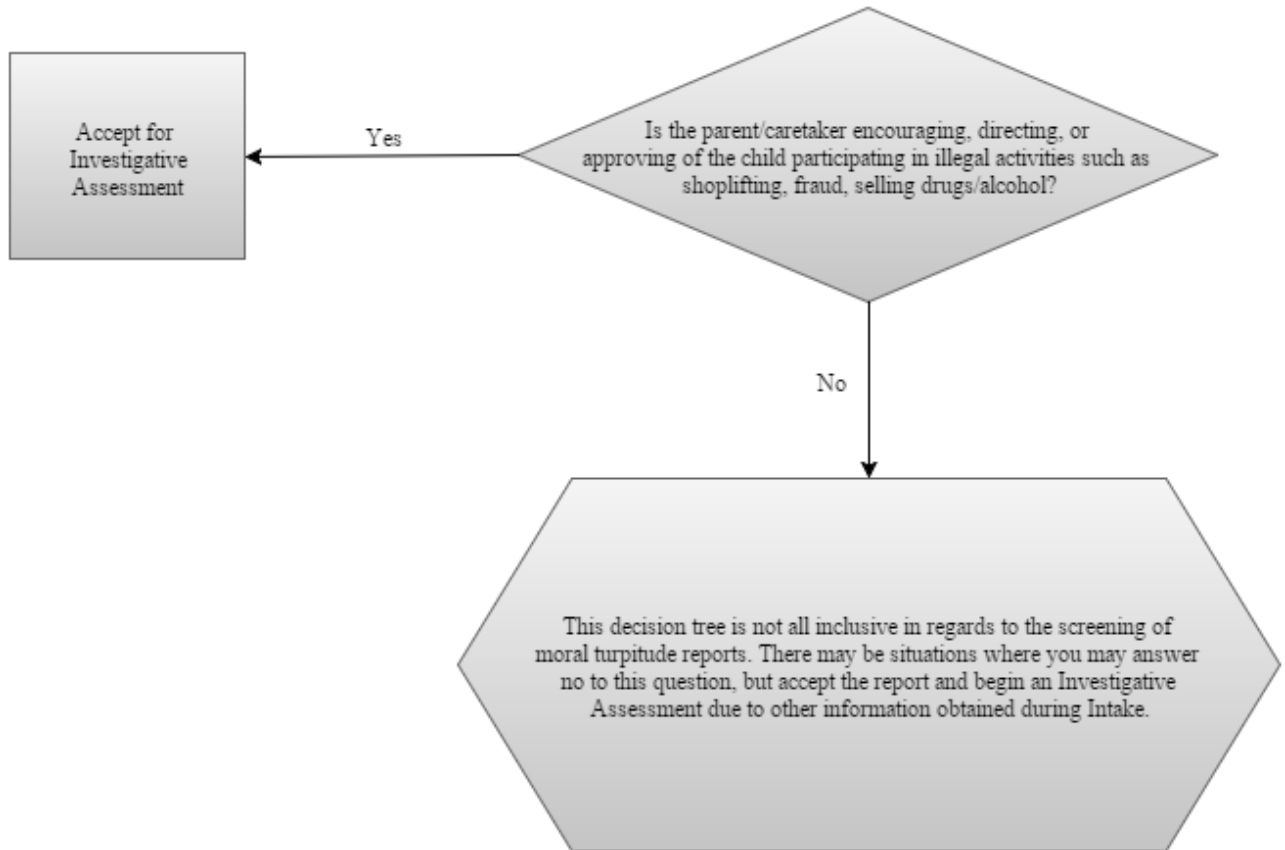 Is the parent/caretaker encouraging, directing, or
approving of the child participating in illegal activities such as
shoplifting, fraud, selling drugs/alcohol?
Yes
Accept for
Investigative
Assessment
No
This decision tree is not all inclusive in regards to the screening of
moral turpitude reports. There may be situations where you may answer
no to this question, but accept the report and begin an Investigative
Assessment due to other information obtained during Intake.